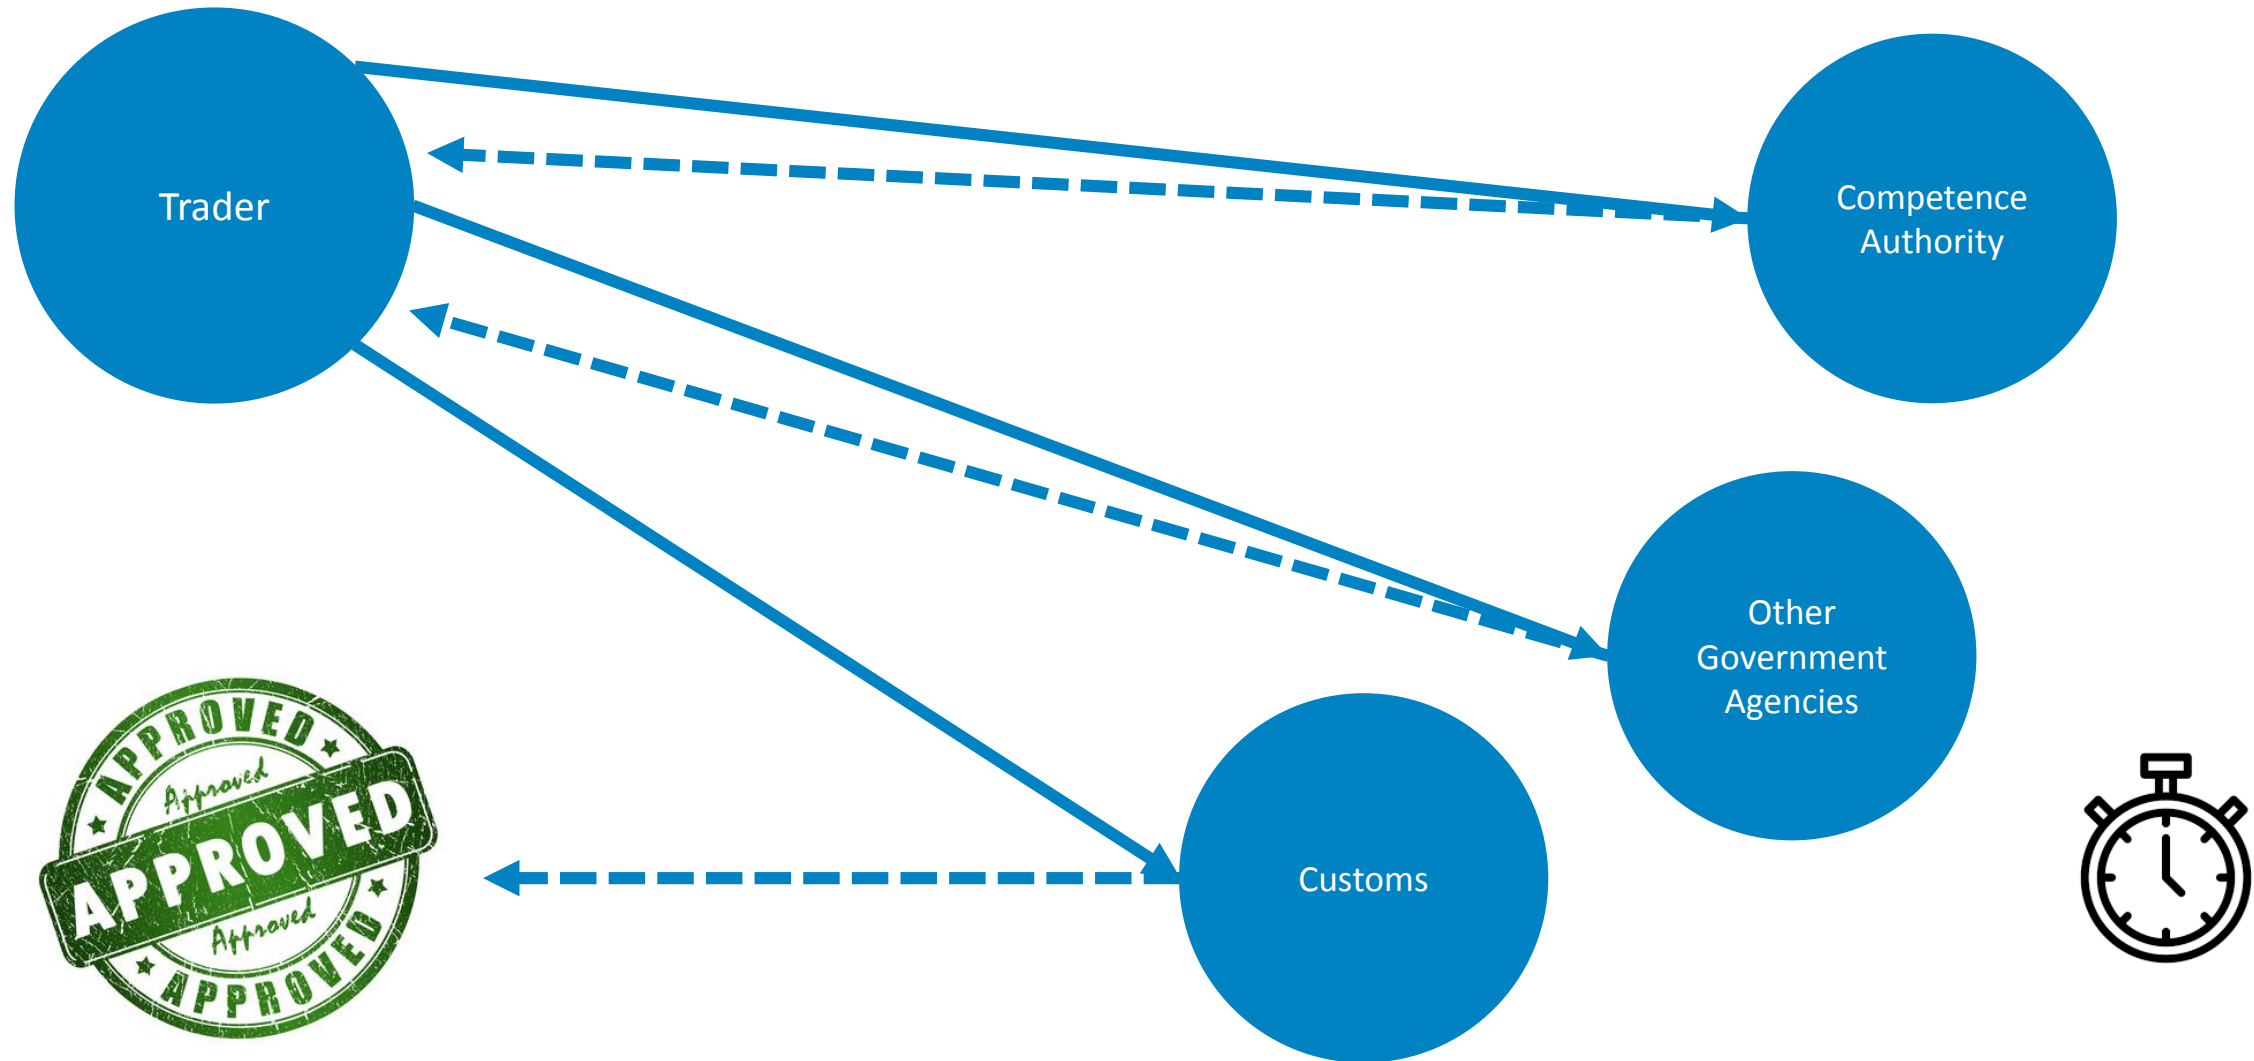 Trader
Competence
Authority
Other
Government
Agencies
Customs
APPROVED
Approved
APPROVED
Approved
APPROVED